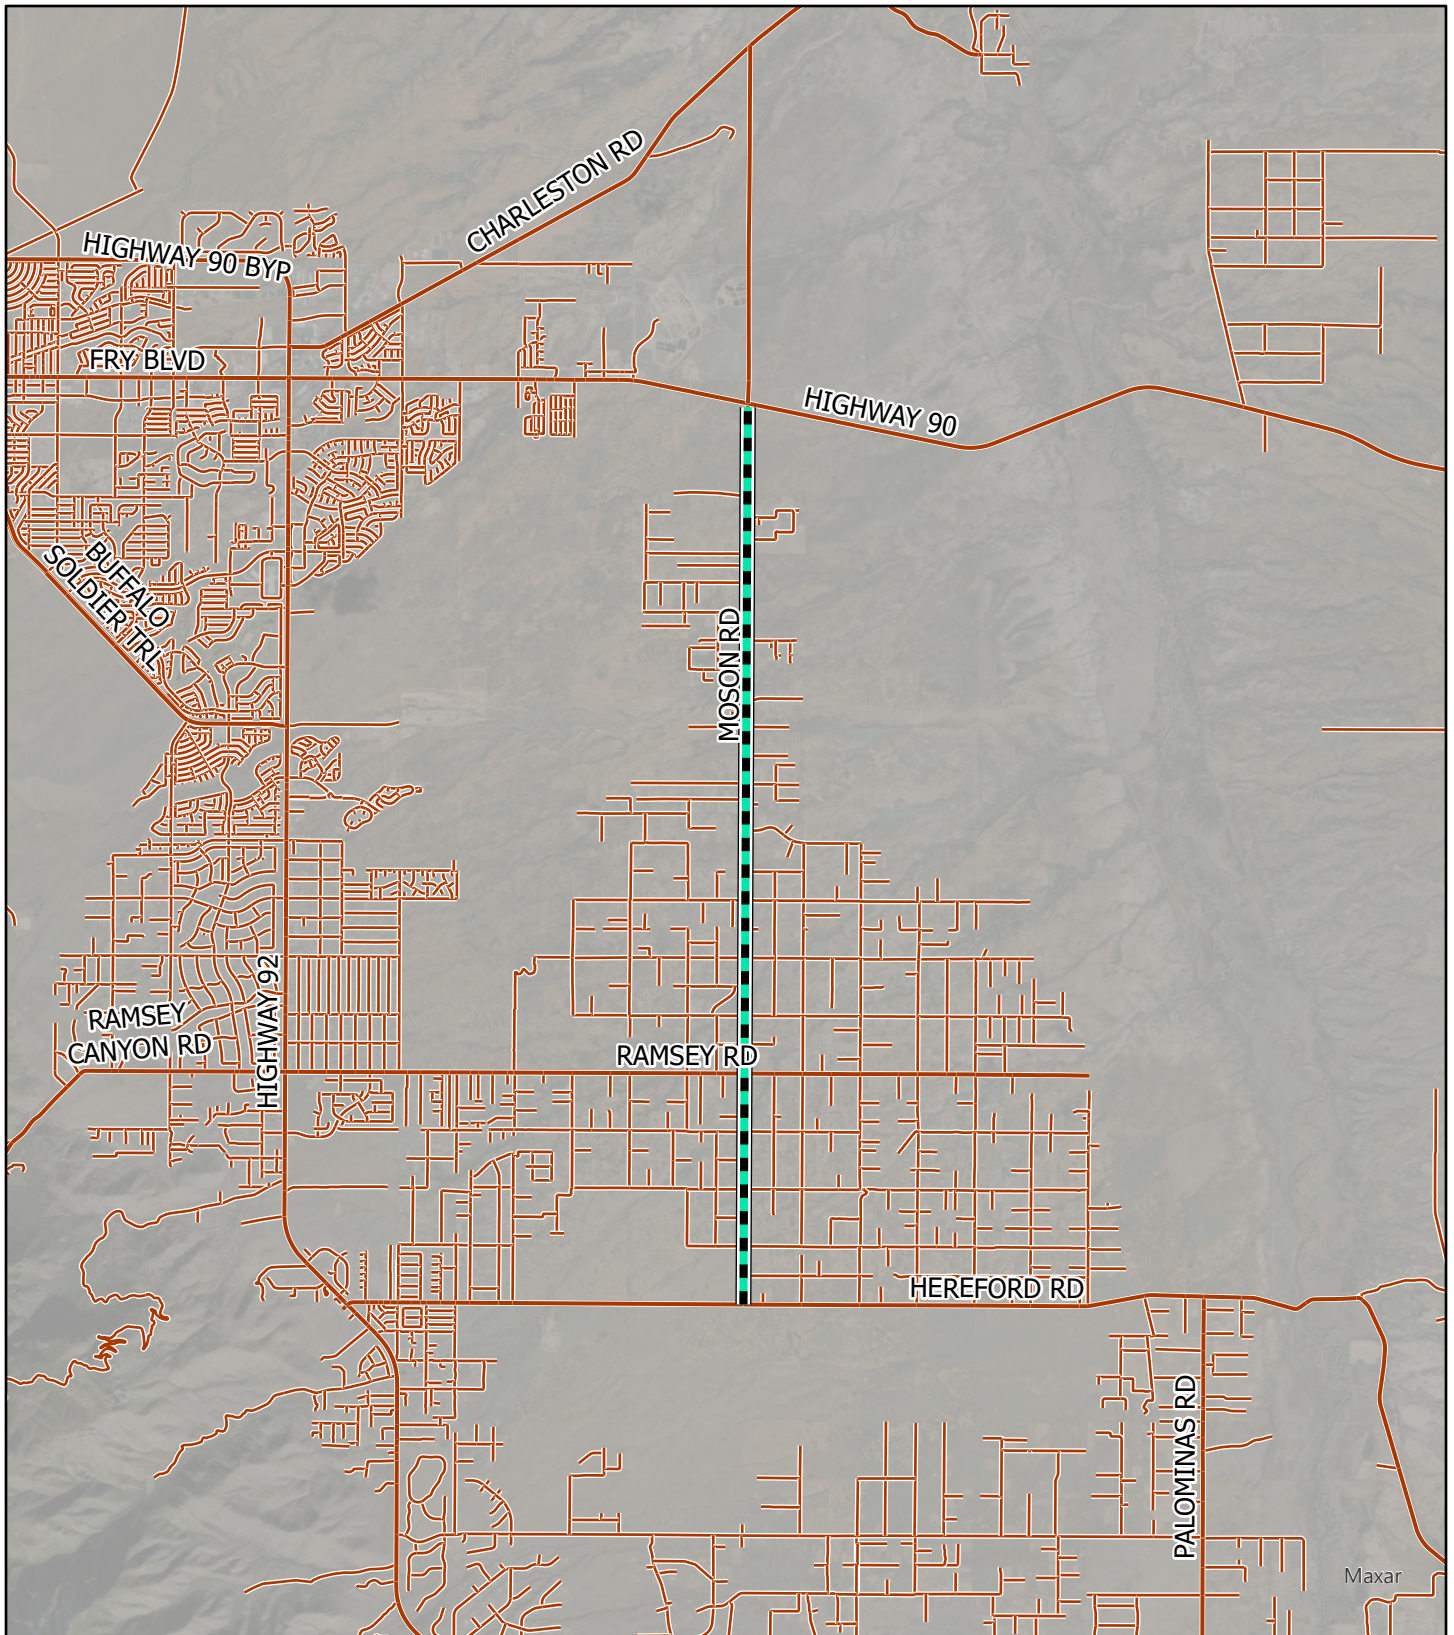 CHARLESTON RD
HIGHWAY 90 BYP
FRY BLVD
HIGHWAY 90
BUFFALO
SOLDIER TRL
MOSON RD
HIGHWAY 92
RAMSEY
CANYON RD
RAMSEY RD
HEREFORD RD
PALOMINAS RD
Maxar